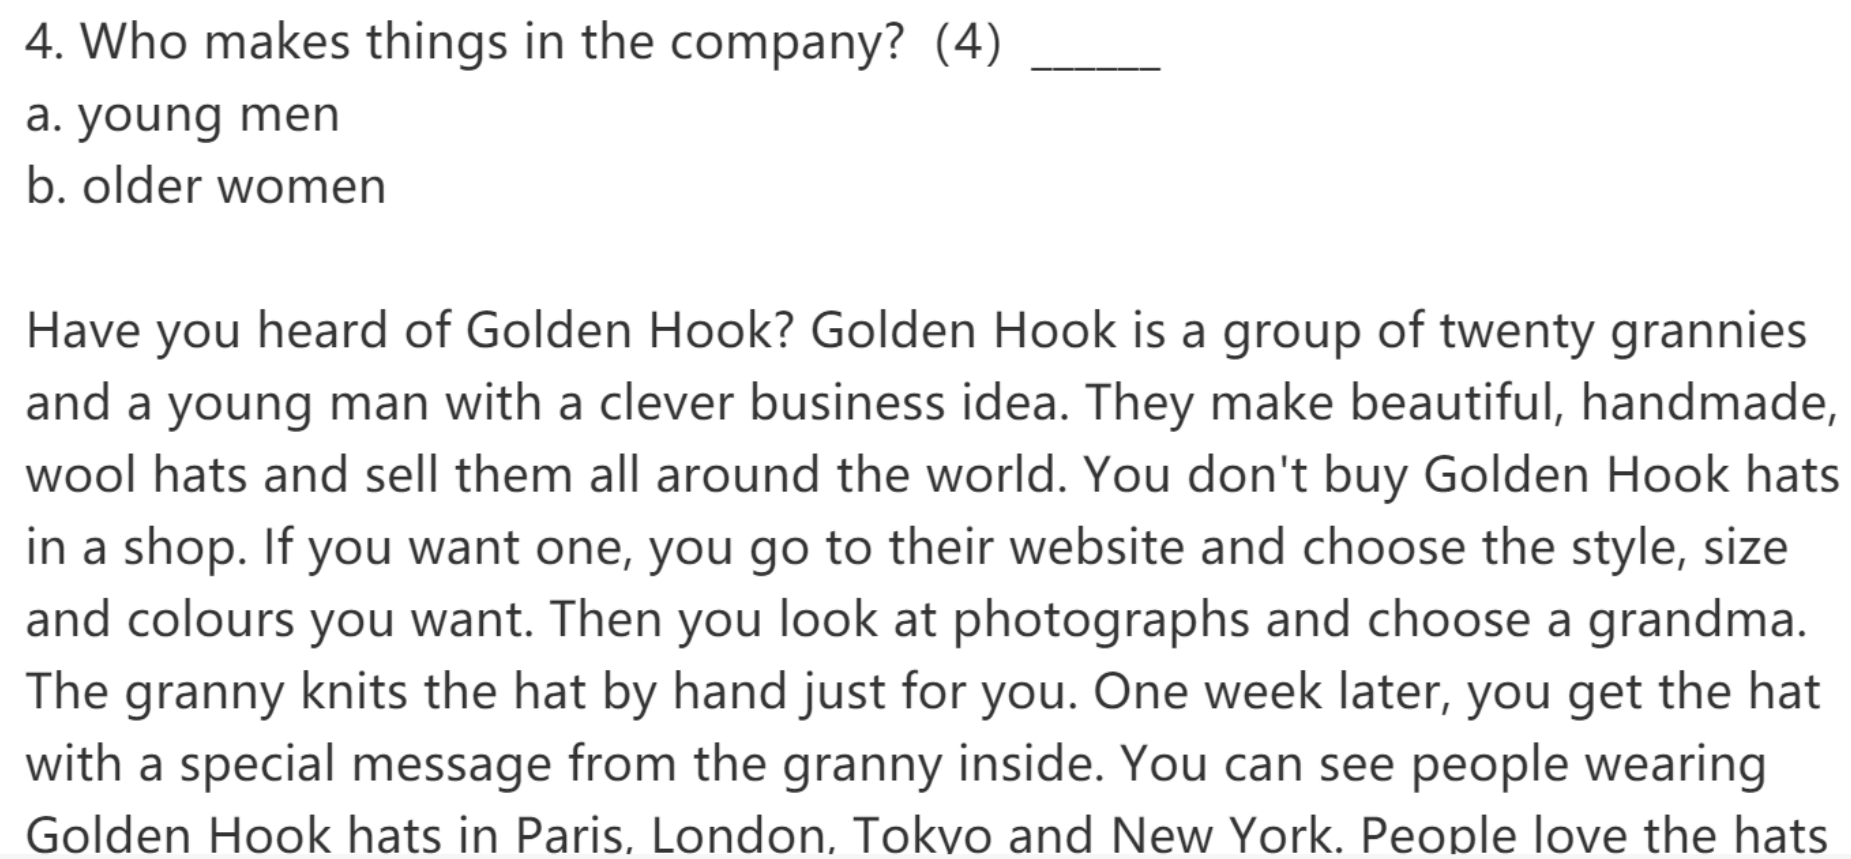 4. Who makes things in the company?  (4)  ______
a. young men
b. older women
Have you heard of Golden Hook? Golden Hook is a group of twenty grannies
and a young man with a clever business idea. They make beautiful, handmade,
wool hats and sell them all around the world. You don't buy Golden Hook hats
in a shop. If you want one, you go to their website and choose the style, size
and colours you want. Then you look at photographs and choose a grandma.
The granny knits the hat by hand just for you. One week later, you get the hat
with a special message from the granny inside. You can see people wearing
Golden Hook hats in Paris, London, Tokyo and New York. People love the hats